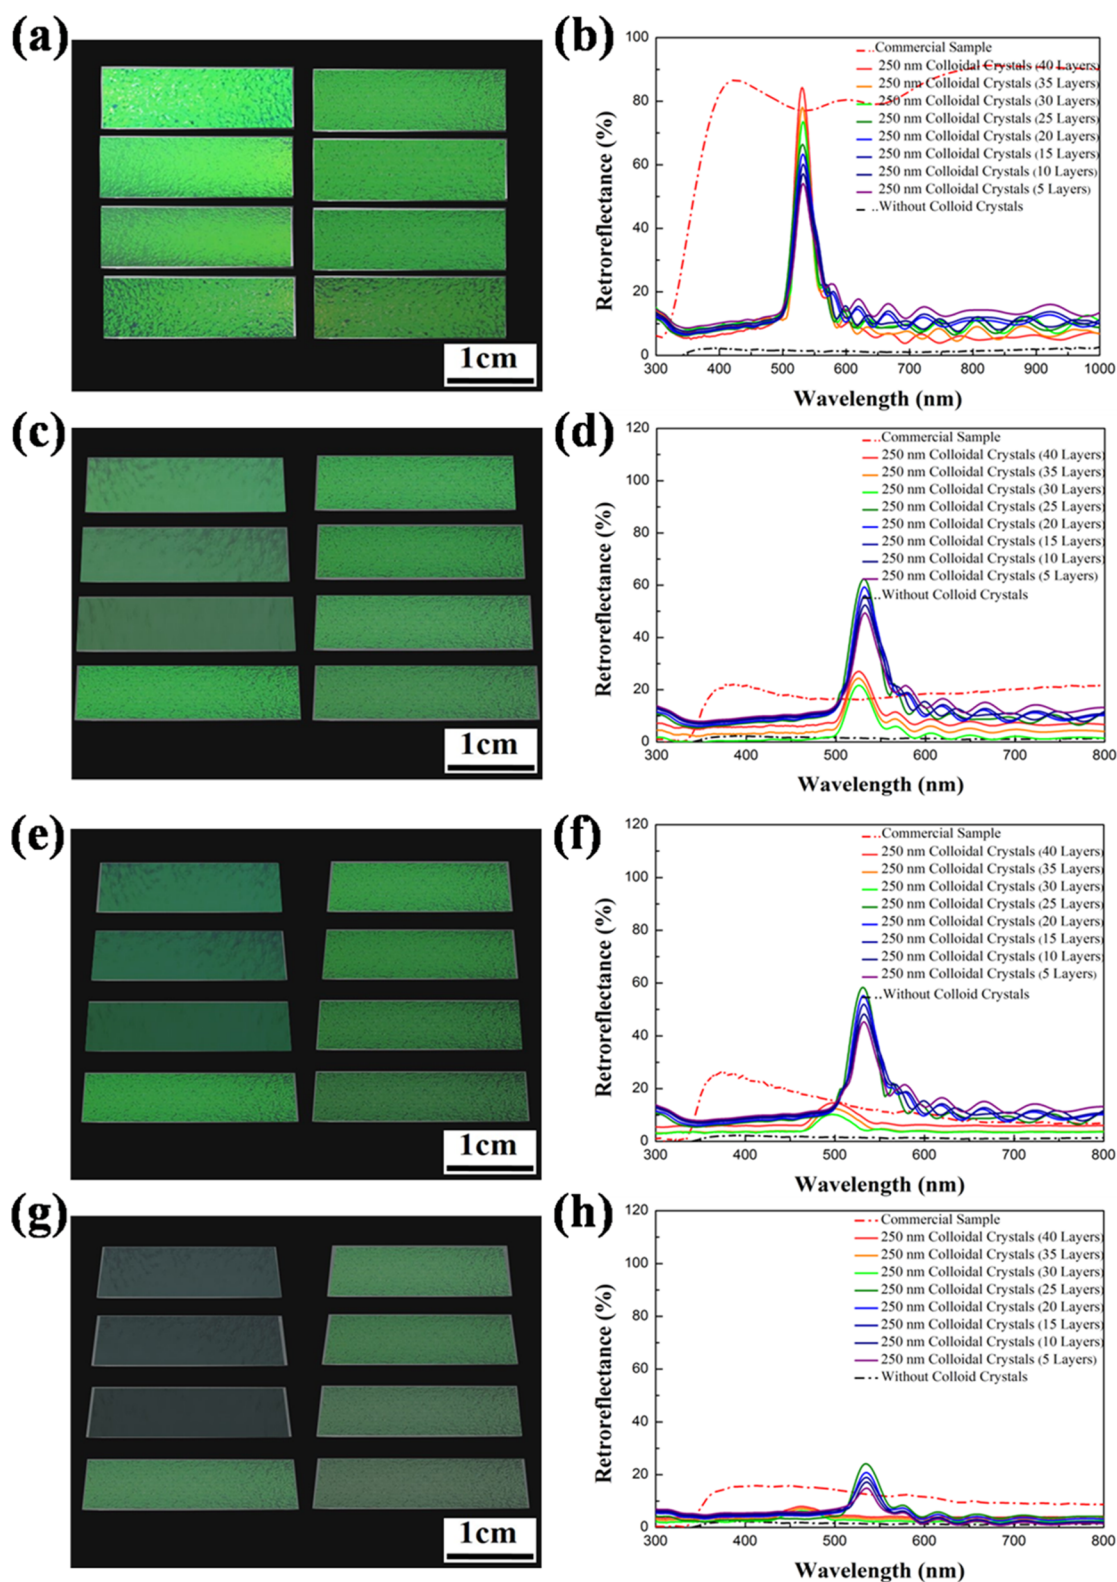 (a)
1cm
(b)
100
80
60
40
20
0
Retroreflectance (%)
Commercial Sample
250 nm Colloidal Crystals (40 Layers)
250 nm Colloidal Crystals (35 Layers)
250 nm Colloidal Crystals (30 Layers)
250 nm Colloidal Crystals (25 Layers)
250 nm Colloidal Crystals (20 Layers)
250 nm Colloidal Crystals (15 Layers)
250 nm Colloidal Crystals (10 Layers)
250 nm Colloidal Crystals (5 Layers)
Without Colloid Crystals
300 400 500 600 700 800 900 1000
Wavelength (nm)
(c)
1cm
(d)
120
100
80
60
40
20
0
Retroreflectance (%)
Commercial Sample
250 nm Colloidal Crystals (40 Layers)
250 nm Colloidal Crystals (35 Layers)
250 nm Colloidal Crystals (30 Layers)
250 nm Colloidal Crystals (25 Layers)
250 nm Colloidal Crystals (20 Layers)
250 nm Colloidal Crystals (15 Layers)
250 nm Colloidal Crystals (10 Layers)
250 nm Colloidal Crystals (5 Layers)
Without Colloid Crystals
300 400 500 600 700 800
Wavelength (nm)
(e)
1cm
(f)
120
100
80
60
40
20
0
Retroreflectance (%)
Commercial Sample
250 nm Colloidal Crystals (40 Layers)
250 nm Colloidal Crystals (35 Layers)
250 nm Colloidal Crystals (30 Layers)
250 nm Colloidal Crystals (25 Layers)
250 nm Colloidal Crystals (20 Layers)
250 nm Colloidal Crystals (15 Layers)
250 nm Colloidal Crystals (10 Layers)
250 nm Colloidal Crystals (5 Layers)
Without Colloid Crystals
300 400 500 600 700 800
Wavelength (nm)
(g)
1cm
(h)
120
100
80
60
40
20
0
Retroreflectance (%)
Commercial Sample
250 nm Colloidal Crystals (40 Layers)
250 nm Colloidal Crystals (35 Layers)
250 nm Colloidal Crystals (30 Layers)
250 nm Colloidal Crystals (25 Layers)
250 nm Colloidal Crystals (20 Layers)
250 nm Colloidal Crystals (15 Layers)
250 nm Colloidal Crystals (10 Layers)
250 nm Colloidal Crystals (5 Layers)
Without Colloid Crystals
300 400 500 600 700 800
Wavelength (nm)